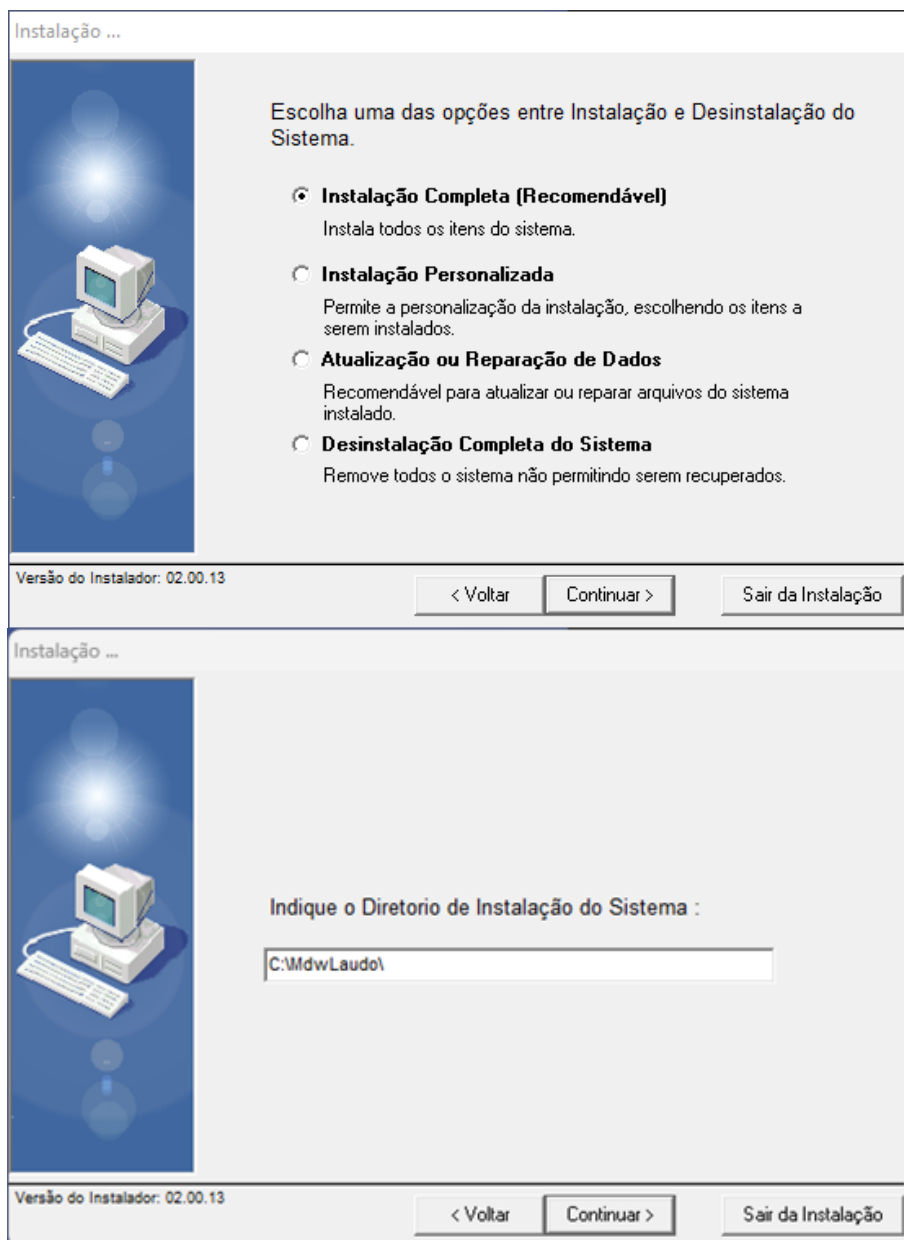 Instalação ...
Escolha uma das opções entre Instalação e Desinstalação do
Sistema.
Instalação Completa (Recomendável)
Instala todos os itens do sistema.
Instalação Personalizada
Permite a personalização da instalação, escolhendo os itens a
serem instalados.
Atualização ou Reparação de Dados
Recomendável para atualizar ou reparar arquivos do sistema
instalado.
Desinstalação Completa do Sistema
Remove todos o sistema não permitindo serem recuperados.
Versão do Instalador: 02.00.13
< Voltar Continuar > Sair da Instalação
Instalação ...
Indique o Diretorio de Instalação do Sistema :
C:\MdwLaudo\
Versão do Instalador: 02.00.13
< Voltar Continuar > Sair da Instalação